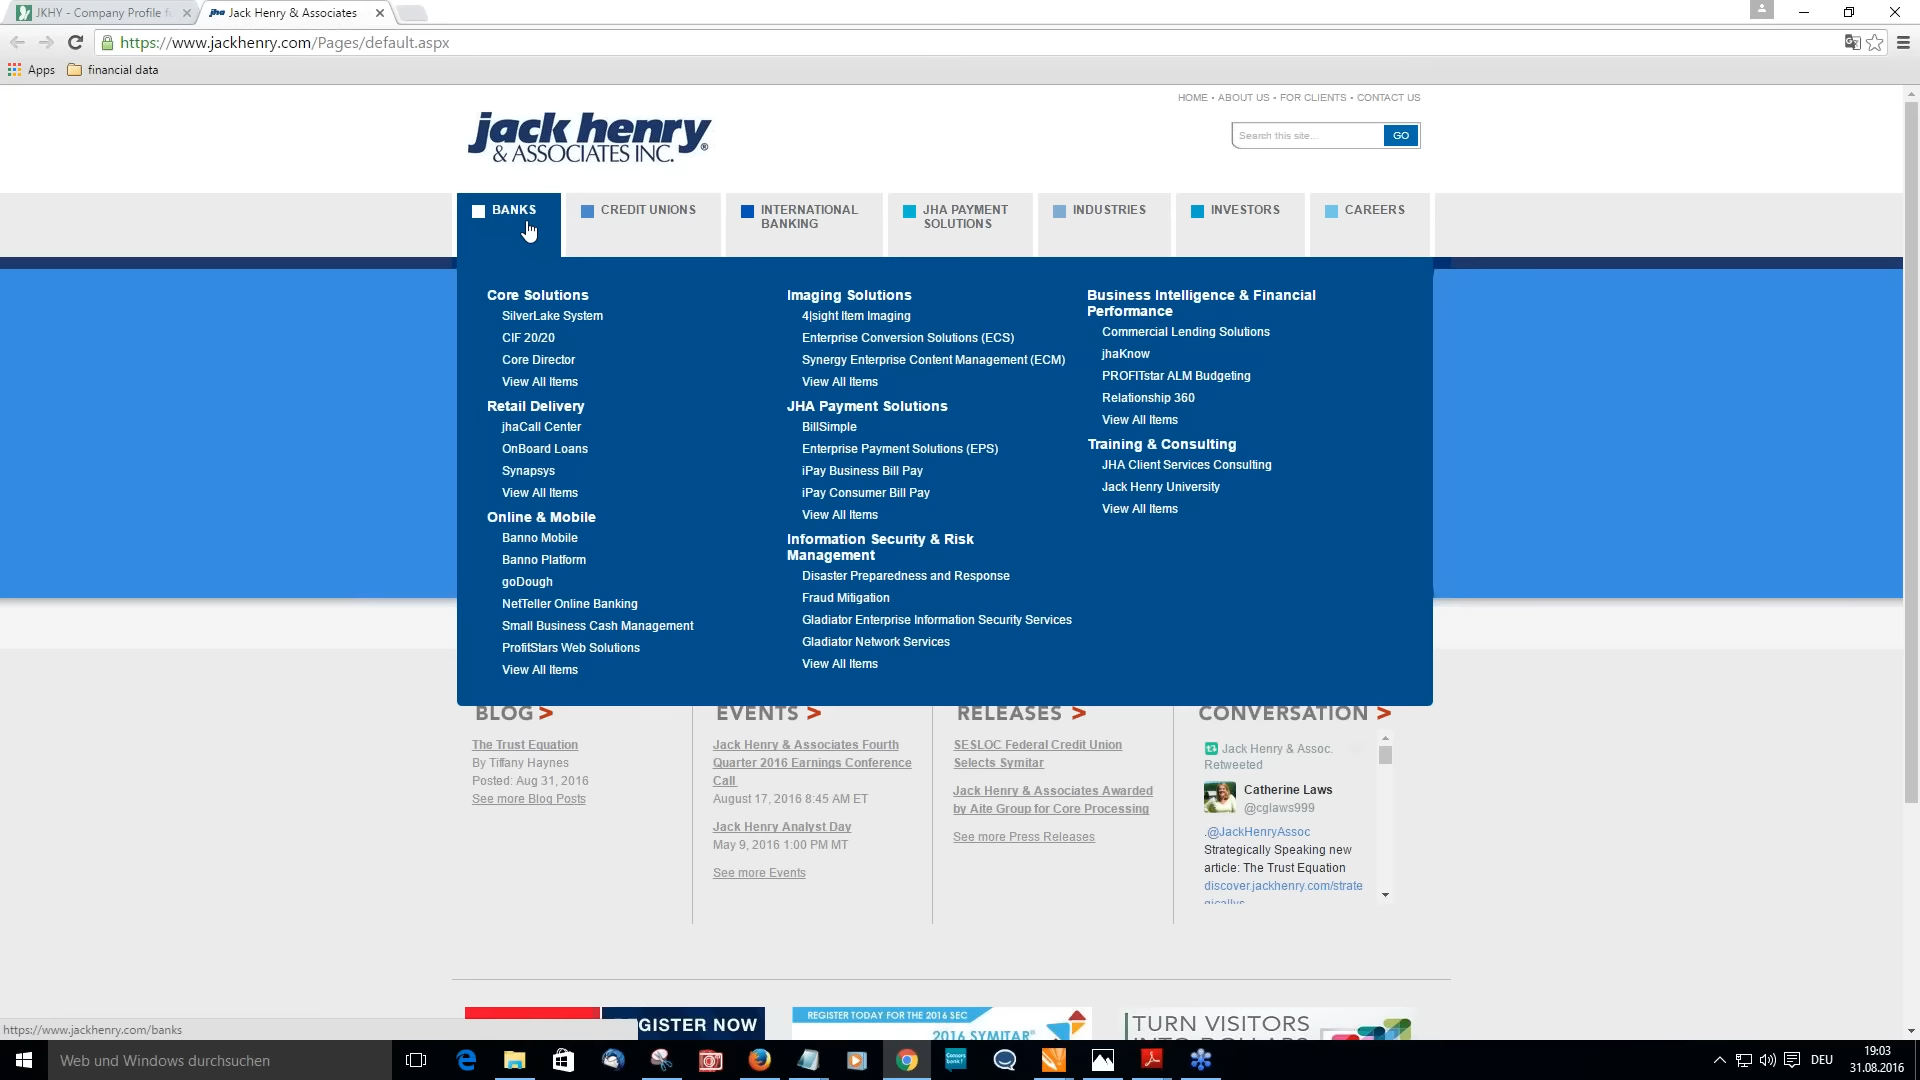 JKHY - Company Profile f
Jack Henry & Associates
https://www.jackhenry.com/Pages/default.aspx
Apps
financial data
HOME • ABOUT US • FOR CLIENTS • CONTACT US
jack henry
& ASSOCIATES INC.®
Search this site...
GO
BANKS
CREDIT UNIONS
INTERNATIONAL
BANKING
JHA PAYMENT
SOLUTIONS
INDUSTRIES
INVESTORS
CAREERS
Core Solutions
SilverLake System
CIF 20/20
Core Director
View All Items
Retail Delivery
jhaCall Center
OnBoard Loans
Synapsys
View All Items
Online & Mobile
Banno Mobile
Banno Platform
goDough
NetTeller Online Banking
Small Business Cash Management
ProfitStars Web Solutions
View All Items
Imaging Solutions
4|sight Item Imaging
Enterprise Conversion Solutions (ECS)
Synergy Enterprise Content Management (ECM)
View All Items
JHA Payment Solutions
BillSimple
Enterprise Payment Solutions (EPS)
iPay Business Bill Pay
iPay Consumer Bill Pay
View All Items
Information Security & Risk
Management
Disaster Preparedness and Response
Fraud Mitigation
Gladiator Enterprise Information Security Services
Gladiator Network Services
View All Items
Business Intelligence & Financial
Performance
Commercial Lending Solutions
jhaKnow
PROFITstar ALM Budgeting
Relationship 360
View All Items
Training & Consulting
JHA Client Services Consulting
Jack Henry University
View All Items
BLOG >
The Trust Equation
By Tiffany Haynes
Posted: Aug 31, 2016
See more Blog Posts
EVENTS >
Jack Henry & Associates Fourth
Quarter 2016 Earnings Conference
Call
August 17, 2016 8:45 AM ET
Jack Henry Analyst Day
May 9, 2016 1:00 PM MT
See more Events
RELEASES >
SESLOC Federal Credit Union
Selects Symitar
Jack Henry & Associates Awarded
by Aite Group for Core Processing
See more Press Releases
CONVERSATION >
Jack Henry & Assoc.
Retweeted
Catherine Laws
@cglaws999
.@JackHenryAssoc
Strategically Speaking new
article: The Trust Equation
discover.jackhenry.com/strate
gicallys
GISTER NOW
REGISTER TODAY FOR THE 2016 SEC
2016 SYMITAR®
TURN VISITORS
INTO DOLLARS
https://www.jackhenry.com/banks
Web und Windows durchsuchen
DEU
19:03
31.08.2016